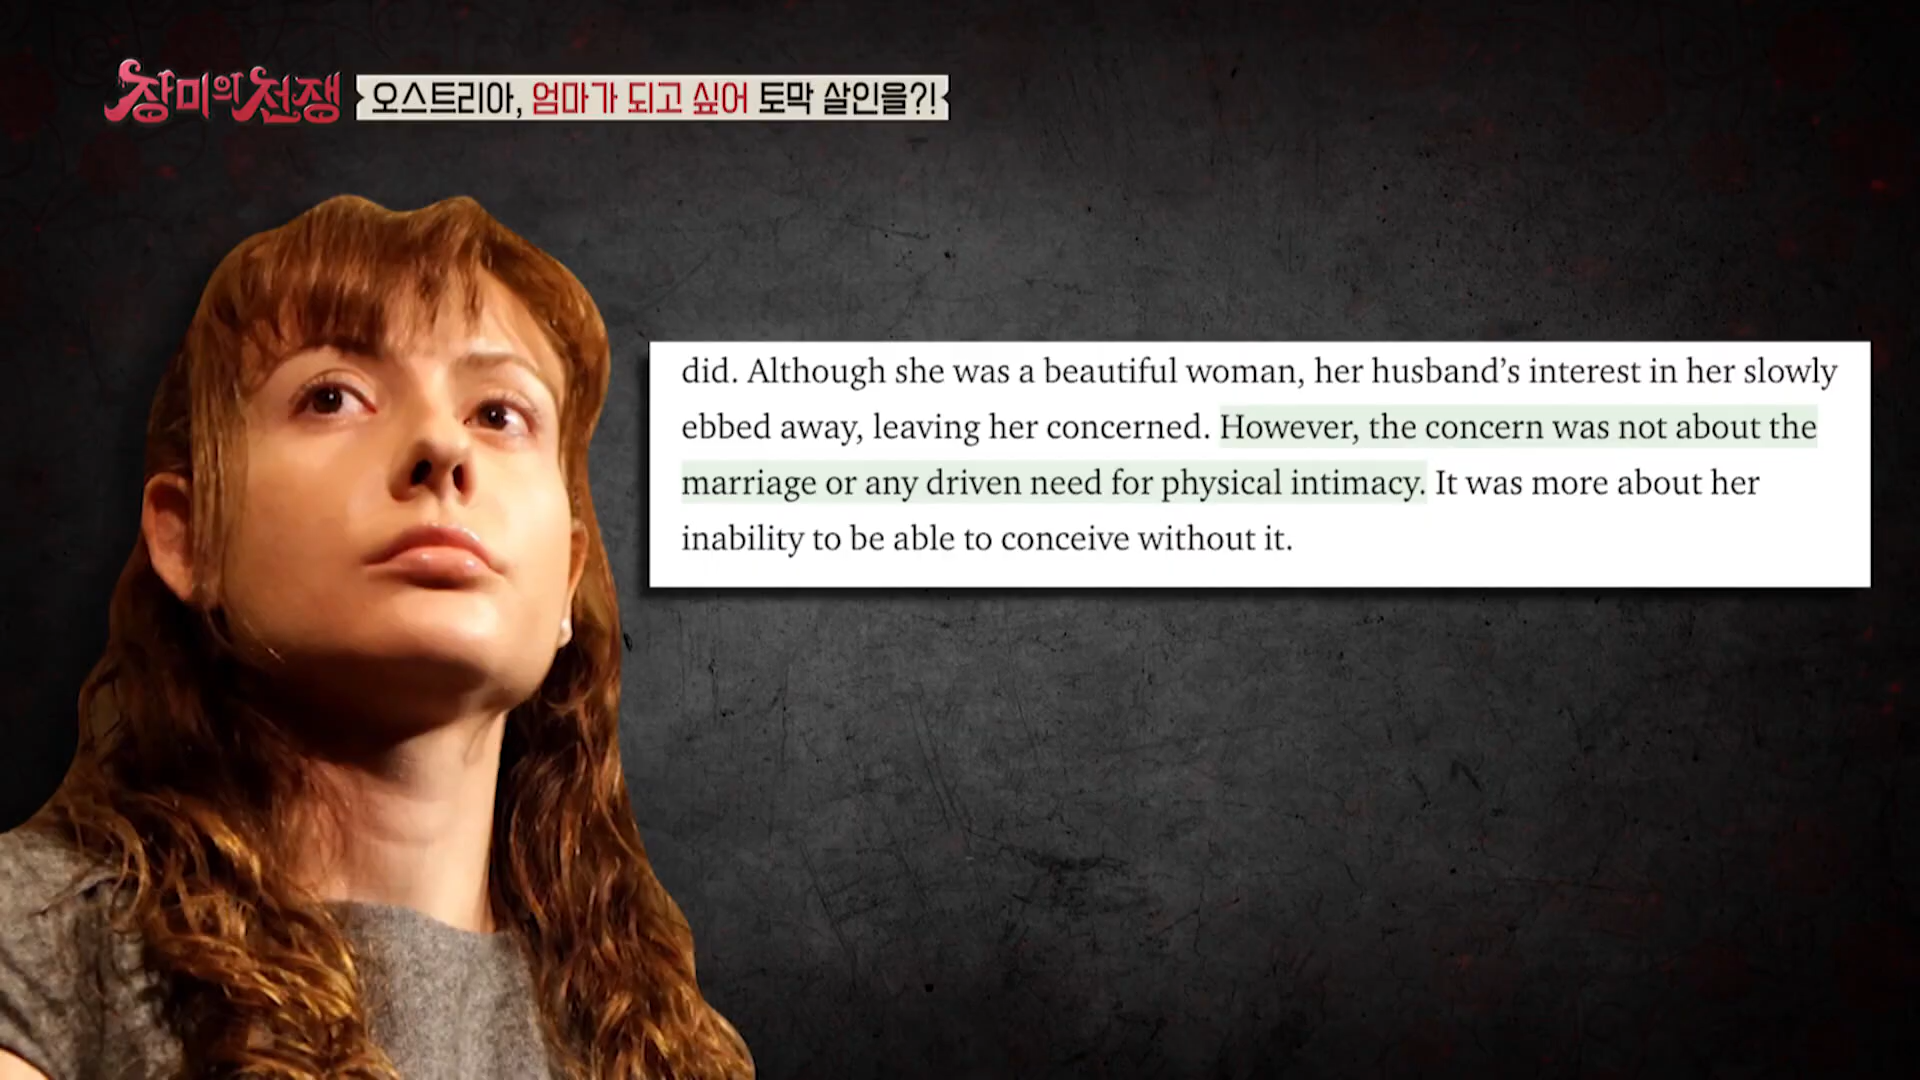 장미의 전쟁
오스트리아, 엄마가 되고 싶어 토막 살인을?!
did. Although she was a beautiful woman, her husband’s interest in her slowly
ebbed away, leaving her concerned. However, the concern was not about the
marriage or any driven need for physical intimacy. It was more about her
inability to be able to conceive without it.